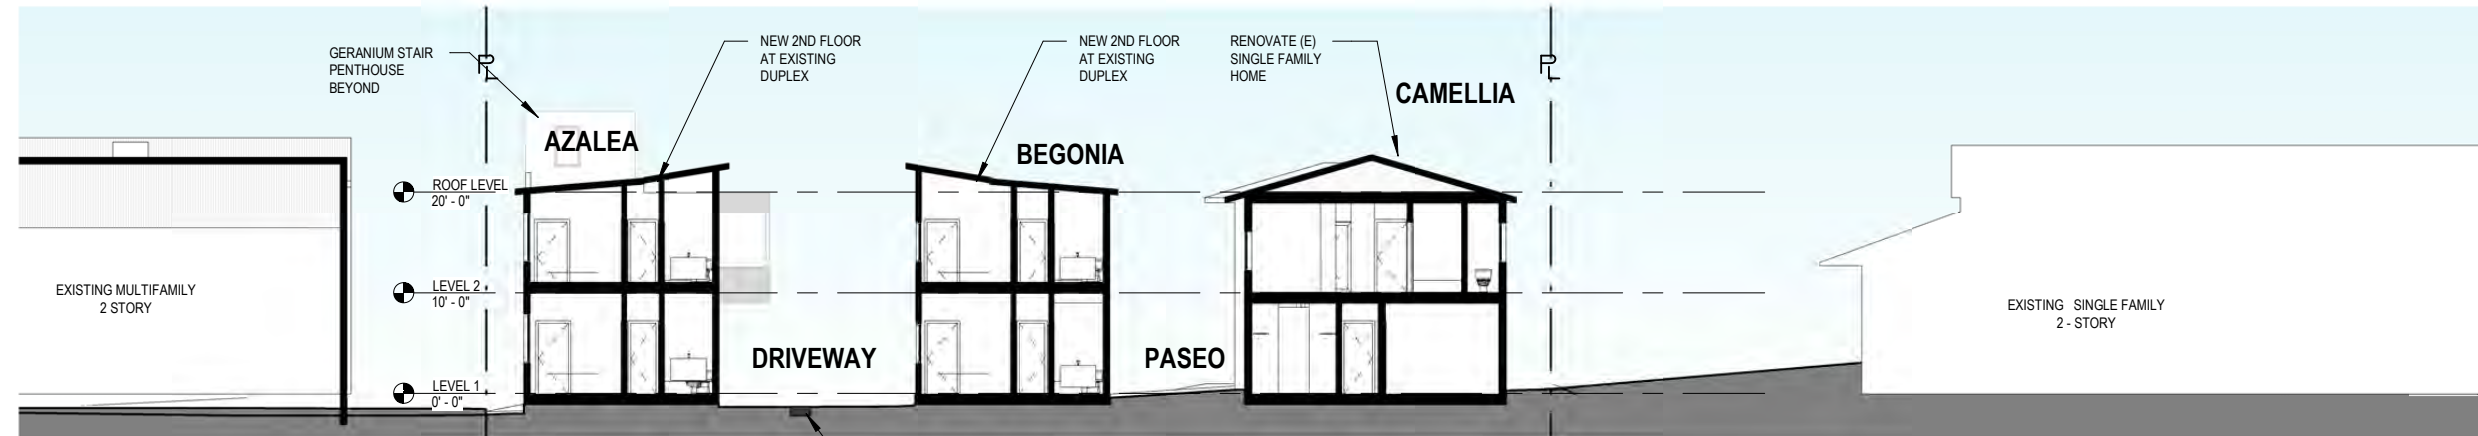 GERANIUM STAIR
PENTHOUSE
BEYOND
NEW 2ND FLOOR
AT EXISTING
DUPLEX
NEW 2ND FLOOR
AT EXISTING
DUPLEX
RENOVATE (E)
SINGLE FAMILY
HOME
PL
PL
CAMELLIA
AZALEA
BEGONIA
ROOF LEVEL
20' - 0"
LEVEL 2
10' - 0"
EXISTING MULTIFAMILY
2 STORY
EXISTING SINGLE FAMILY
2 - STORY
DRIVEWAY
PASEO
LEVEL 1
0' - 0"